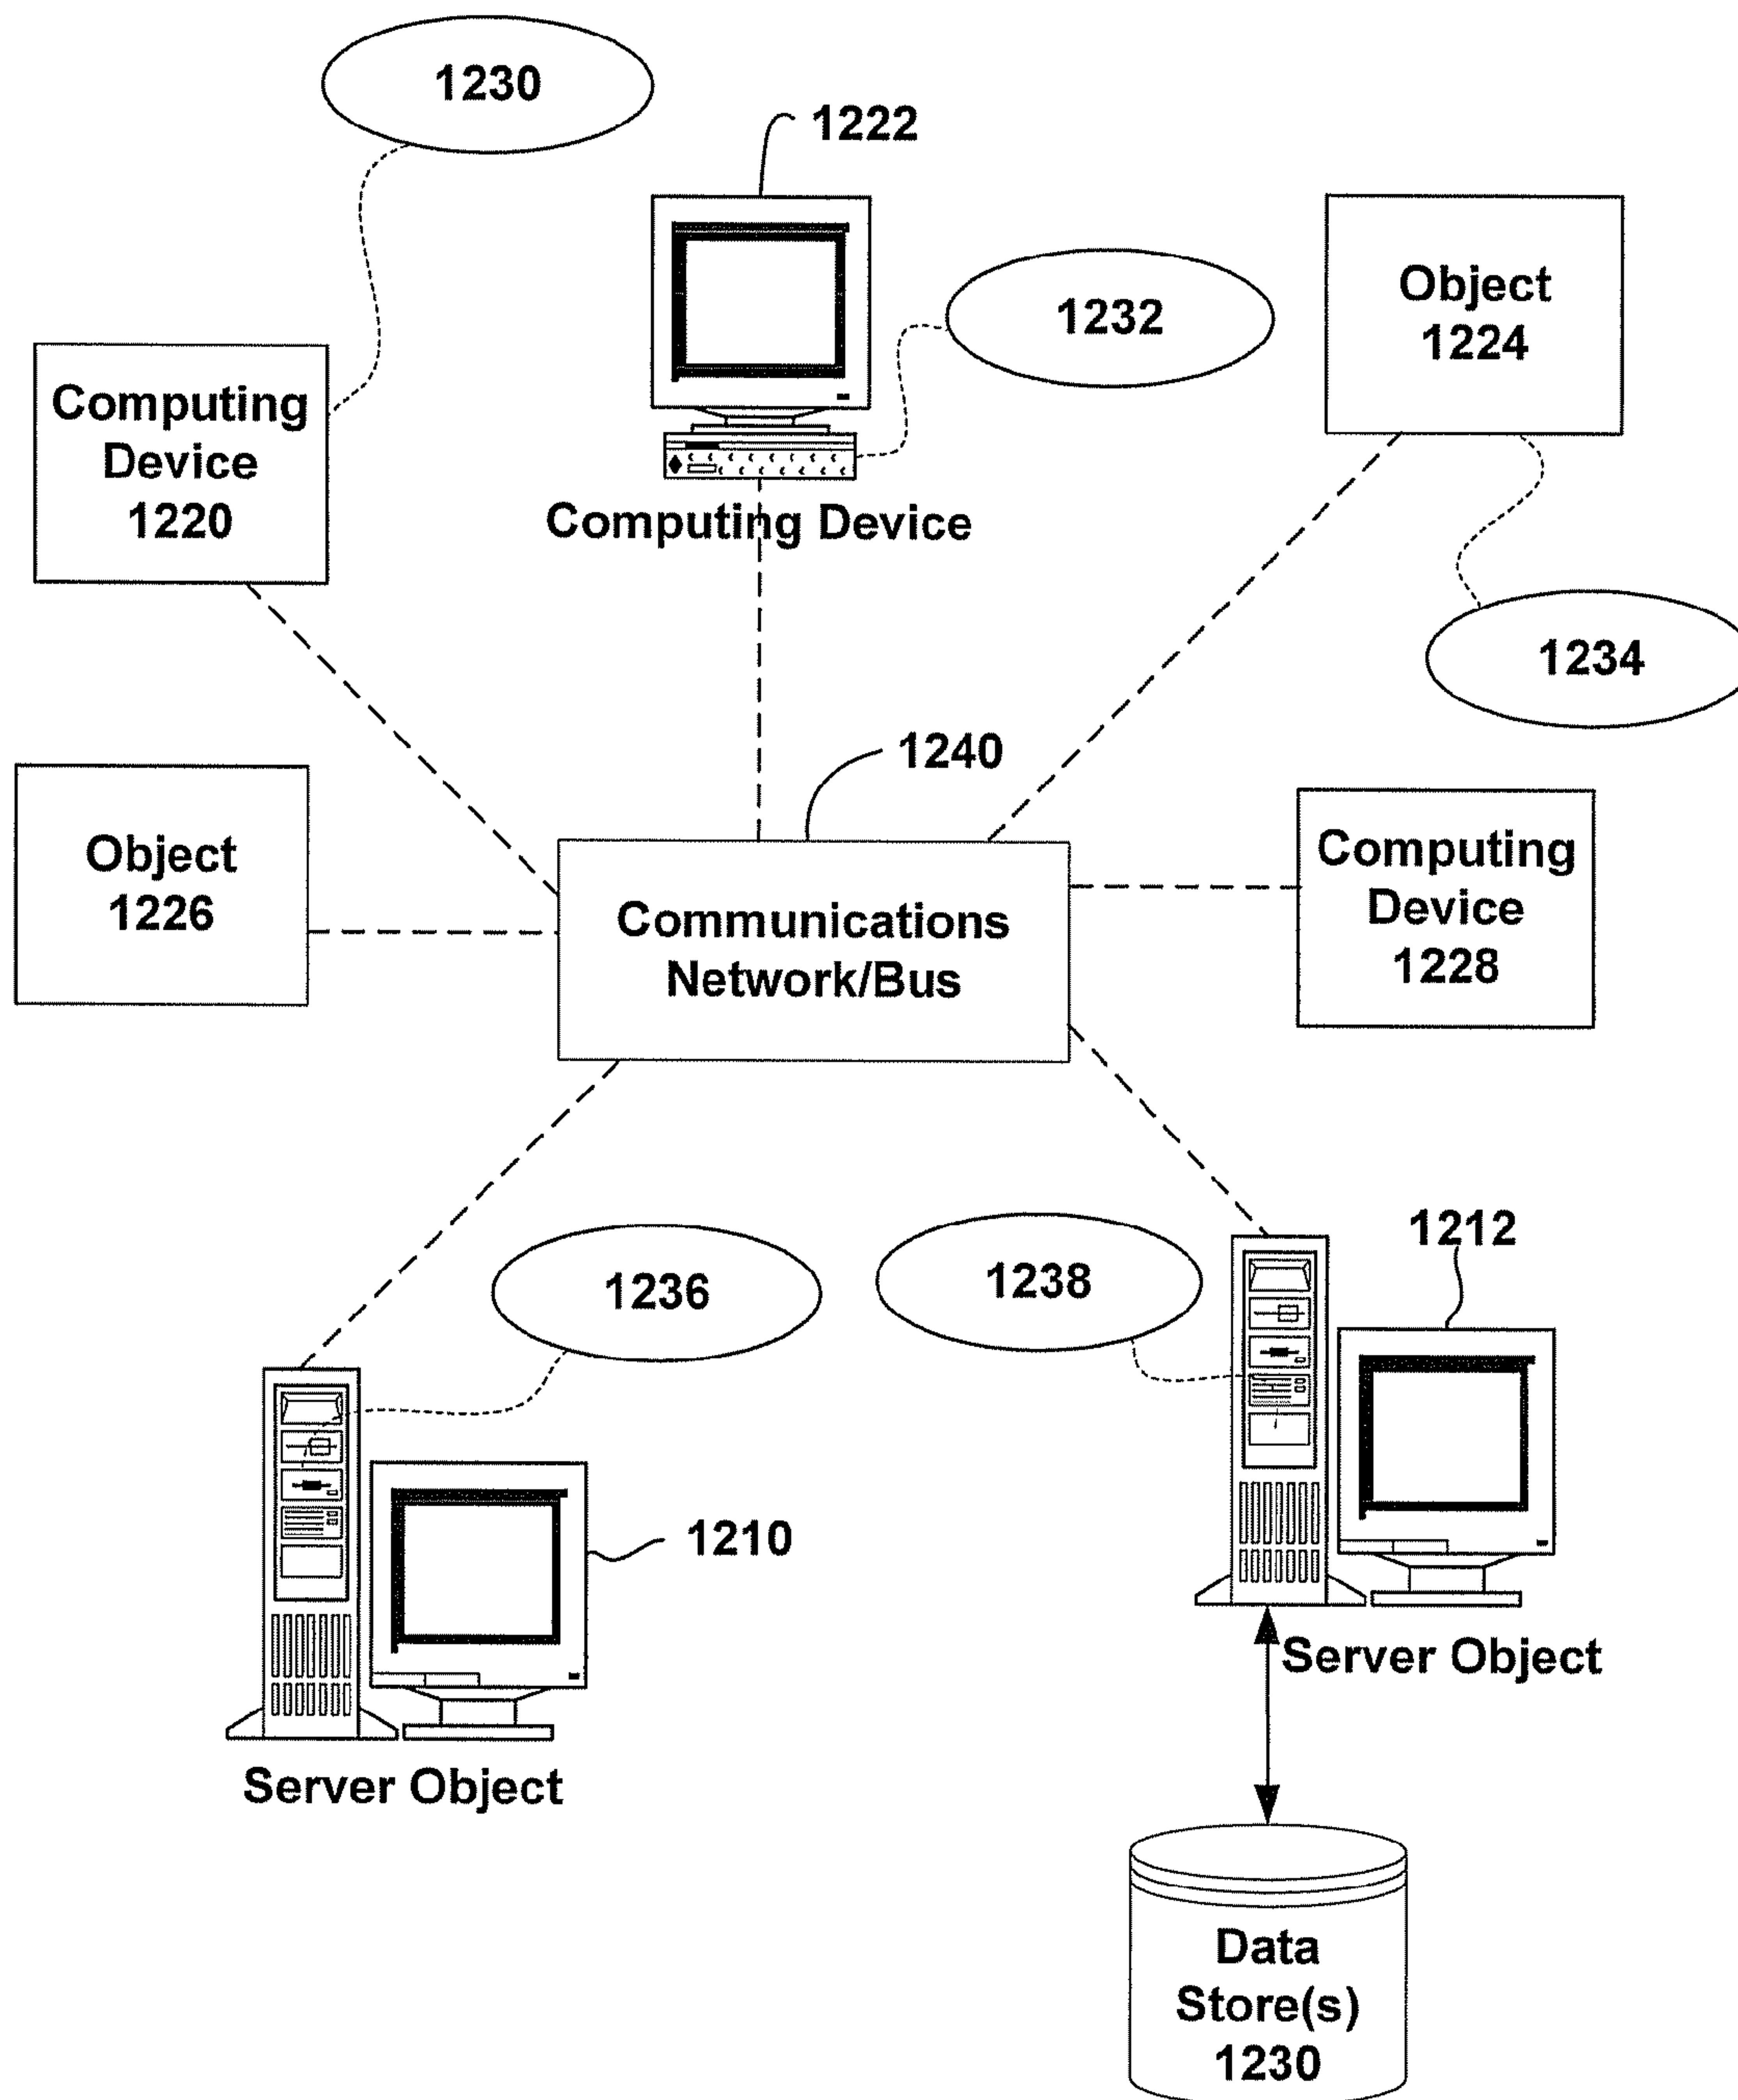 1230
1222
1232
Object
1224
Computing
Device
1220
Computing Device
1234
1240
Object
1226
Computing
Device
1228
Communications
Network/Bus
1212
1236
1238
1210
Server Object
Server Object
Data
Store(s)
1230